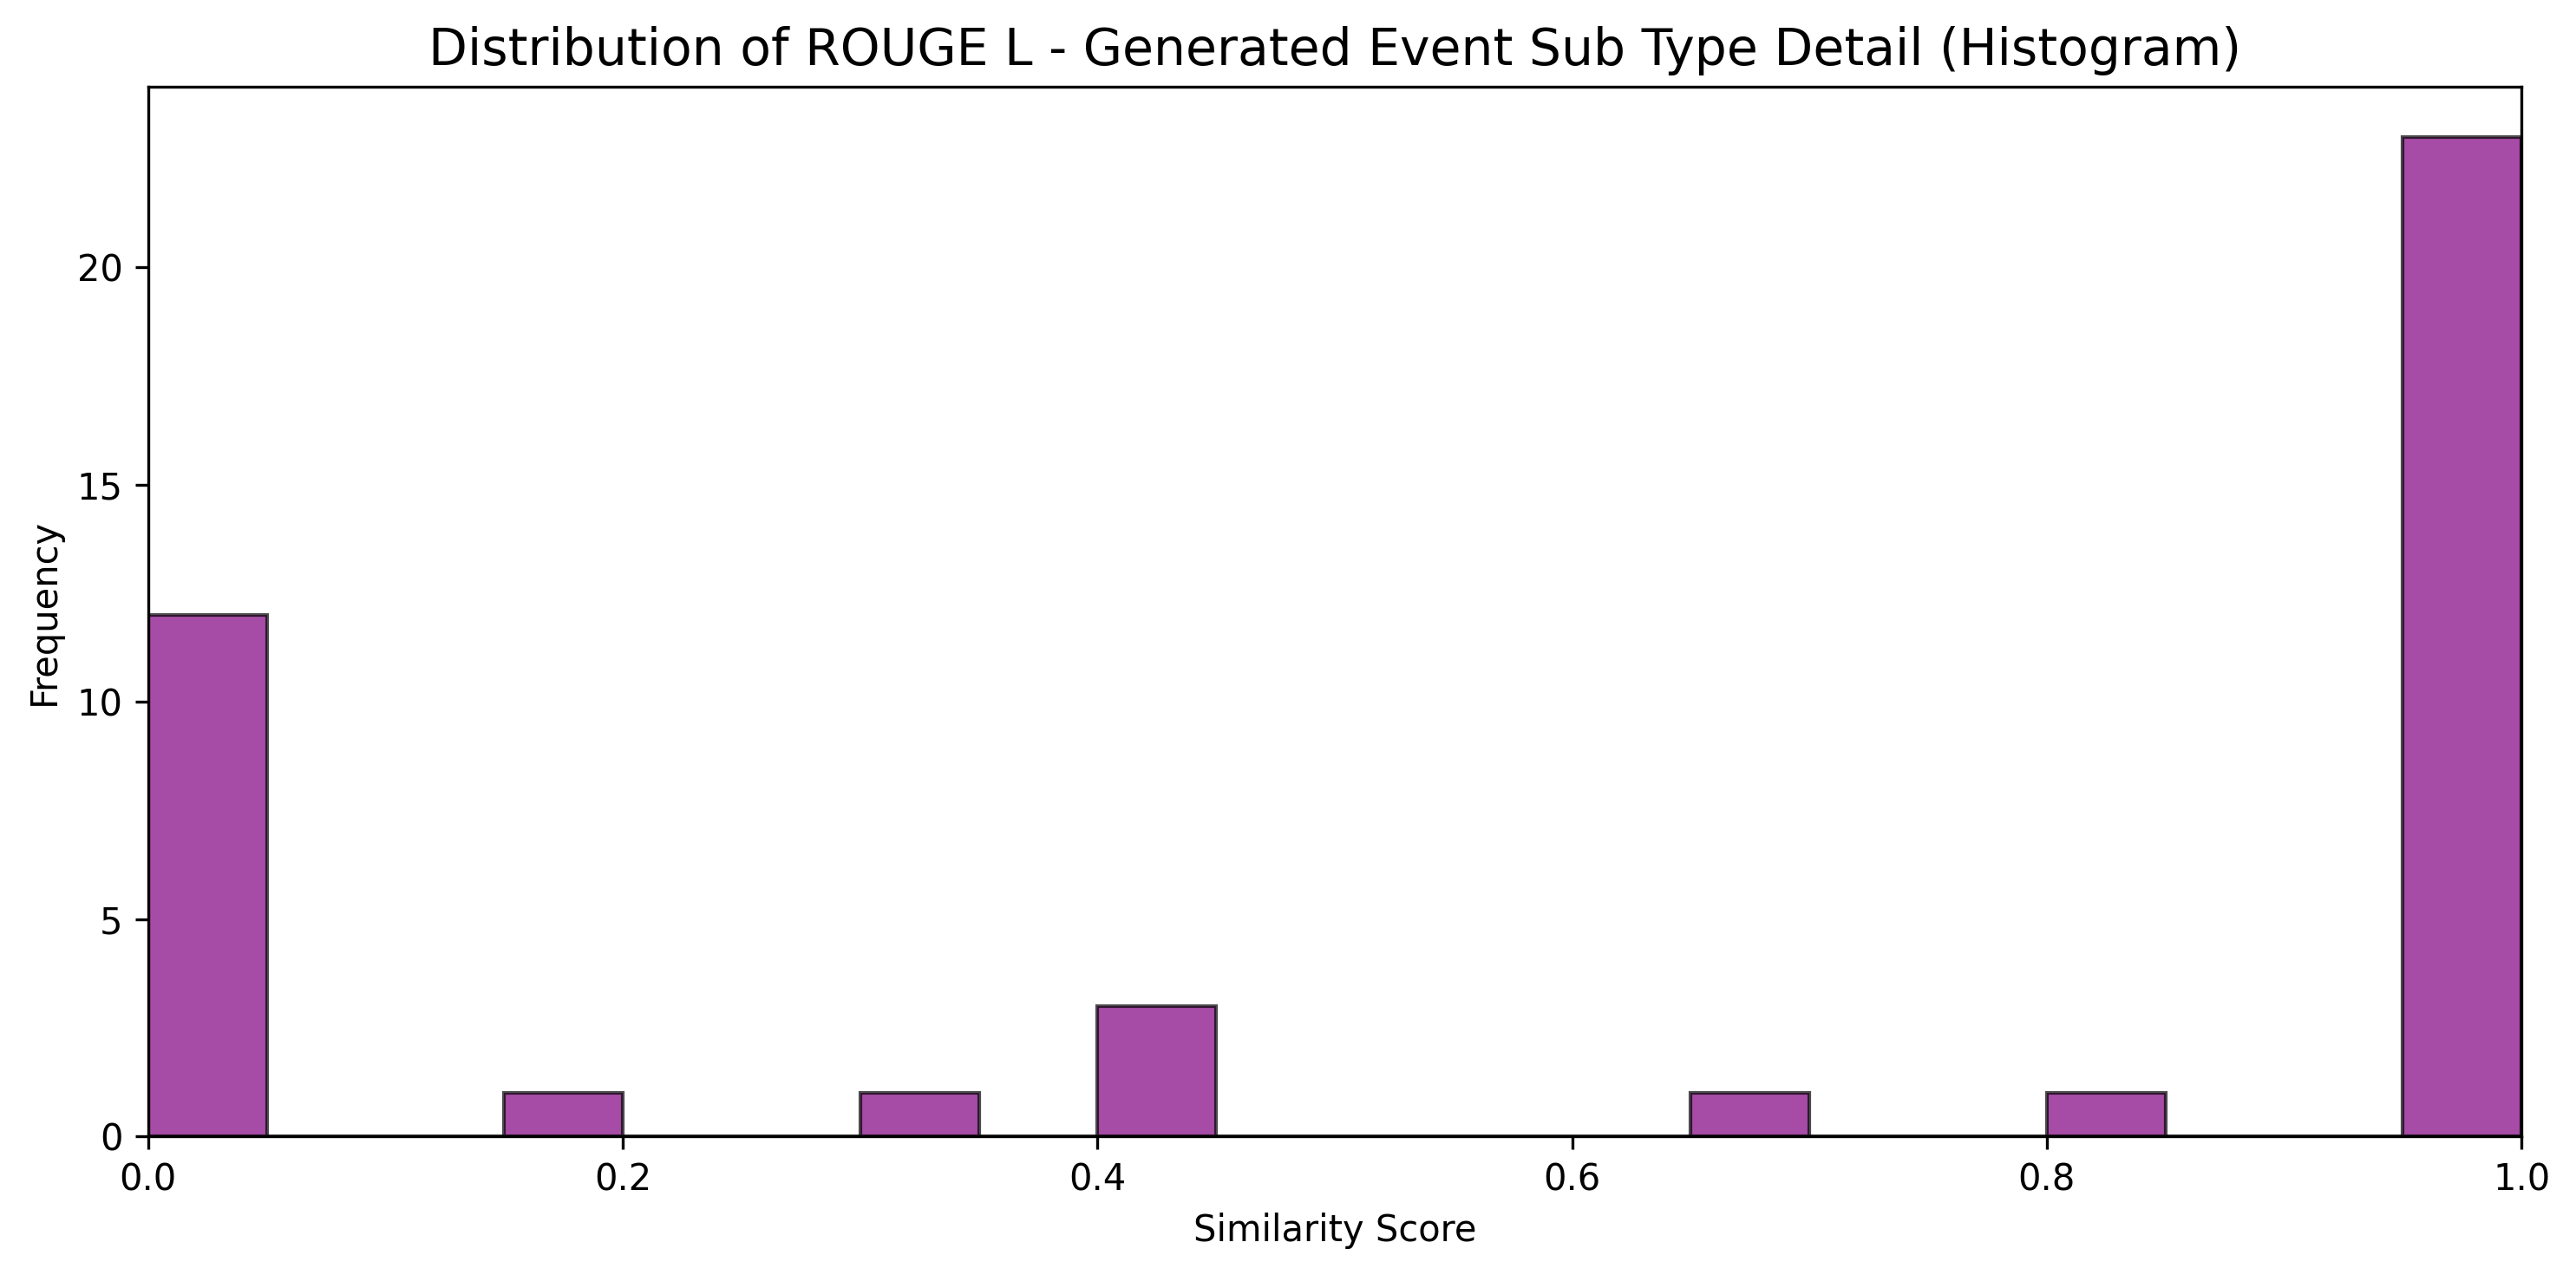 Distribution of ROUGE L - Generated Event Sub Type Detail (Histogram)
Frequency
20
15
10
5
0
0.0 0.2 0.4 0.6 0.8 1.0
Similarity Score